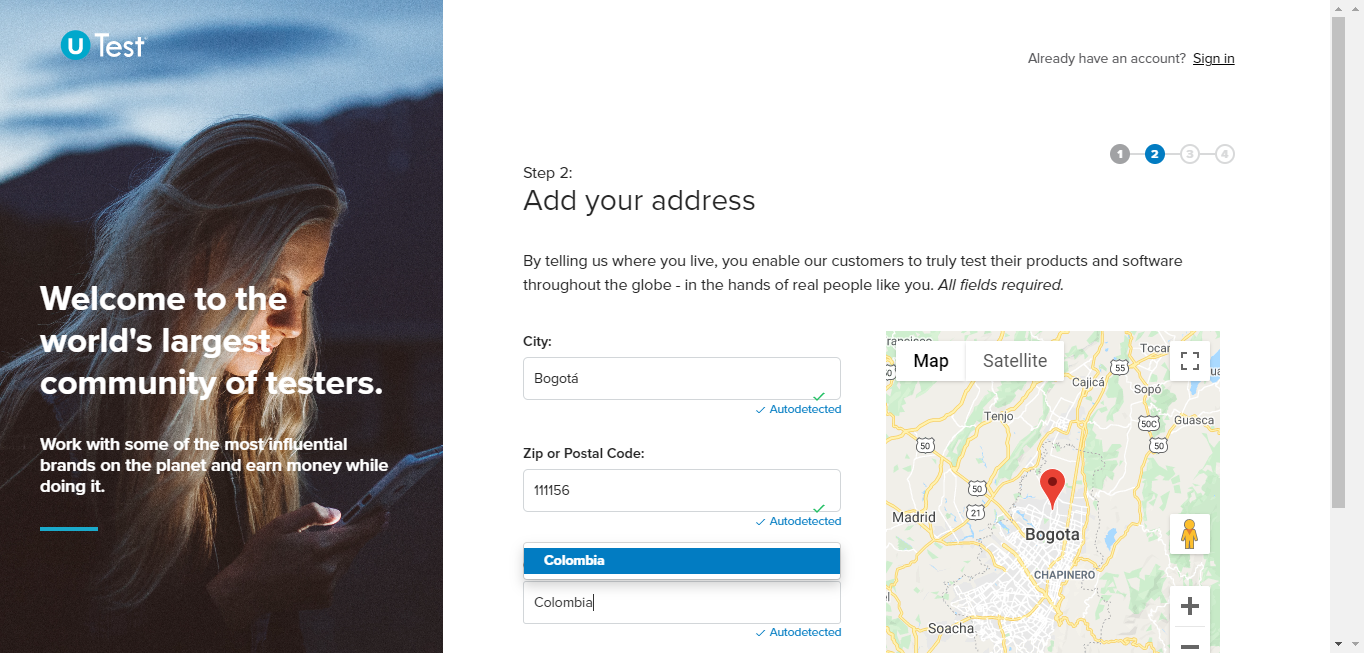 U Test
Welcome to the
world's largest
community of testers.
Work with some of the most influential
brands on the planet and earn money while
doing it.
Already have an account? Sign in
1 2 3 4
Step 2:
Add your address
By telling us where you live, you enable our customers to truly test their products and software
throughout the globe - in the hands of real people like you. All fields required.
City:
Bogotá
Autodetected
Zip or Postal Code:
111156
Autodetected
Colombia
Colombia
Autodetected
Map Satellite
55
Cajicá
Sopó
Tenjo
50C
Guasca
50
50
50
21
Madrid
Bogota
CHAPINERO
Soacha